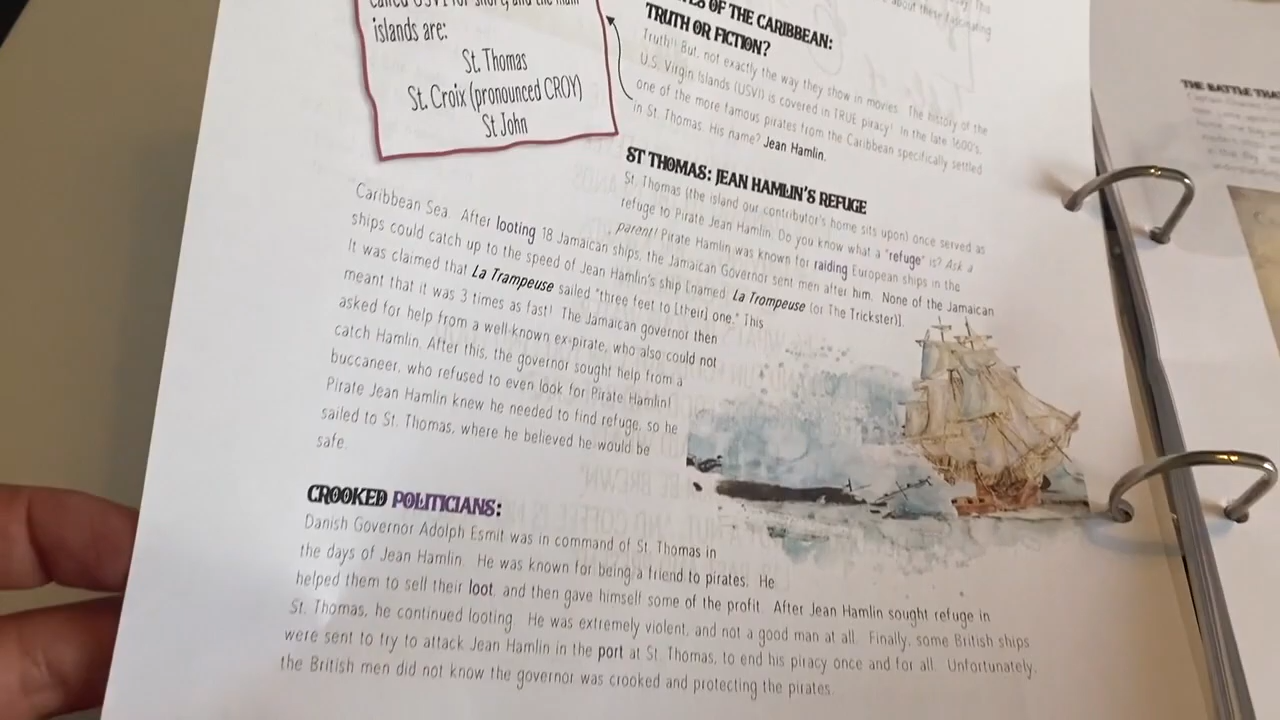 called USVI for short, and the main
islands are:
St. Thomas
St. Croix (pronounced CROY)
St John
OF THE CARIBBEAN:
TRUTH OR FICTION?
Truth! But, not exactly the way they show in movies. The history of the
U.S. Virgin Islands (USVI) is covered in TRUE piracy! In the late 1600's,
one of the more famous pirates from the Caribbean specifically settled
in St. Thomas. His name? Jean Hamlin.
ST THOMAS: JEAN HAMLIN'S REFUGE
St. Thomas (the island our contributor's home sits upon) once served as
refuge to Pirate Jean Hamlin. Do you know what a "refuge" is? Ask a
parent! Pirate Hamlin was known for raiding European ships in the
Caribbean Sea. After looting 18 Jamaican ships, the Jamaican Governor sent men after him. None of the Jamaican
ships could catch up to the speed of Jean Hamlin's ship [named La Trompeuse (or The Trickster)].
It was claimed that La Trampeuse sailed "three feet to [their] one." This
meant that it was 3 times as fast! The Jamaican governor then
asked for help from a well-known ex-pirate, who also could not
catch Hamlin. After this, the governor sought help from a
buccaneer, who refused to even look for Pirate Hamlin!
Pirate Jean Hamlin knew he needed to find refuge, so he
sailed to St. Thomas, where he believed he would be
safe.
CROOKED POLITICIANS:
Danish Governor Adolph Esmit was in command of St. Thomas in
the days of Jean Hamlin. He was known for being a friend to pirates. He
helped them to sell their loot, and then gave himself some of the profit. After Jean Hamlin sought refuge in
St. Thomas, he continued looting. He was extremely violent, and not a good man at all. Finally, some British ships
were sent to try to attack Jean Hamlin in the port at St. Thomas, to end his piracy once and for all. Unfortunately,
the British men did not know the governor was crooked and protecting the pirates.
THE BATTLE THA